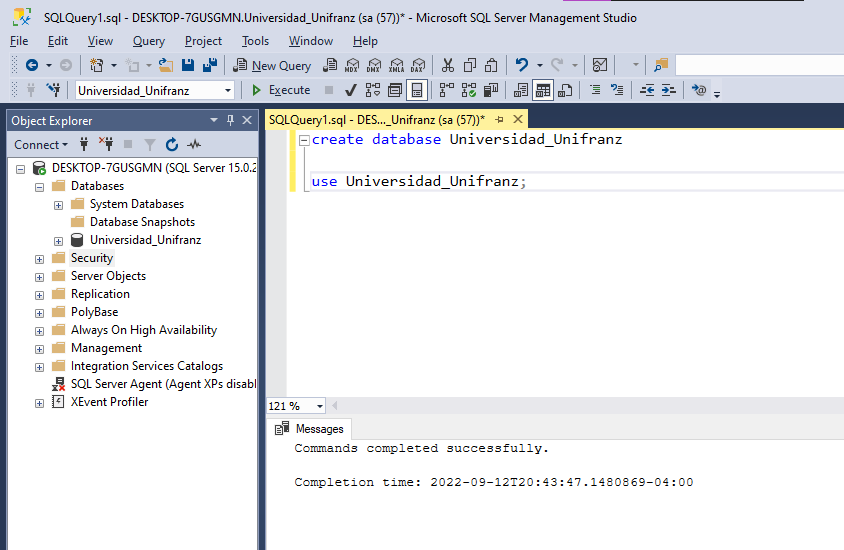 SQLQuery1.sql - DESKTOP-7GUSGMN.Universidad_Unifranz (sa (57))* - Microsoft SQL Server Management Studio
File Edit View Query Project Tools Window Help
New Query MDX DMX XMLA DAX
Universidad_Unifranz Execute
Object Explorer
Connect
DESKTOP-7GUSGMN (SQL Server 15.0.2
Databases
System Databases
Database Snapshots
Universidad_Unifranz
Security
Server Objects
Replication
PolyBase
Always On High Availability
Management
Integration Services Catalogs
SQL Server Agent (Agent XPs disabl
XEvent Profiler
SQLQuery1.sql - DES..._Unifranz (sa (57))*
create database Universidad_Unifranz
use Universidad_Unifranz;
121 %
Messages
Commands completed successfully.
Completion time: 2022-09-12T20:43:47.1480869-04:00